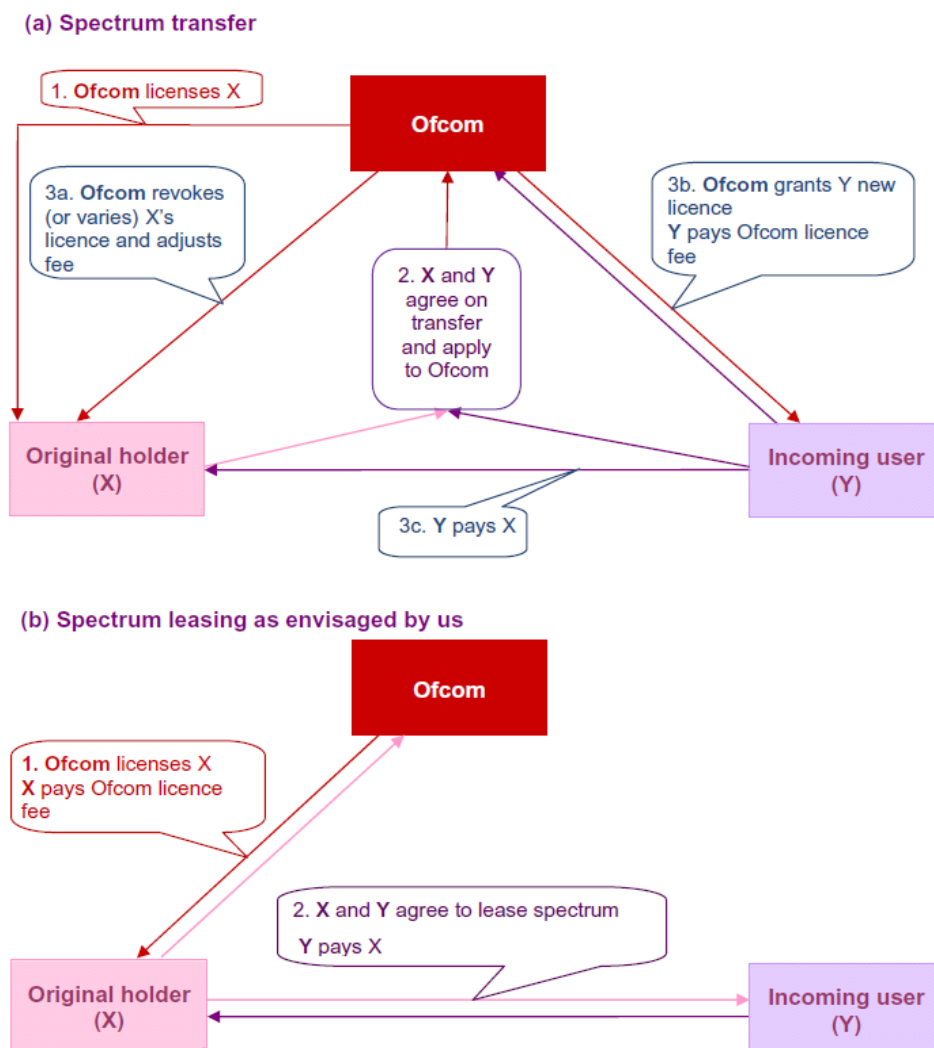 (a) Spectrum transfer
1. Ofcom licenses X
Ofcom
3a. Ofcom revokes
(or varies) X's
licence and adjusts
fee
3b. Ofcom grants Y new
licence
Y pays Ofcom licence
fee
2. X and Y
agree on
transfer
and apply
to Ofcom
Original holder
(X)
Incoming user
(Y)
3c. Y pays X
(b) Spectrum leasing as envisaged by us
Ofcom
1. Ofcom licenses X
X pays Ofcom licence
fee
2. X and Y agree to lease spectrum
Y pays X
Original holder
(X)
Incoming user
(Y)